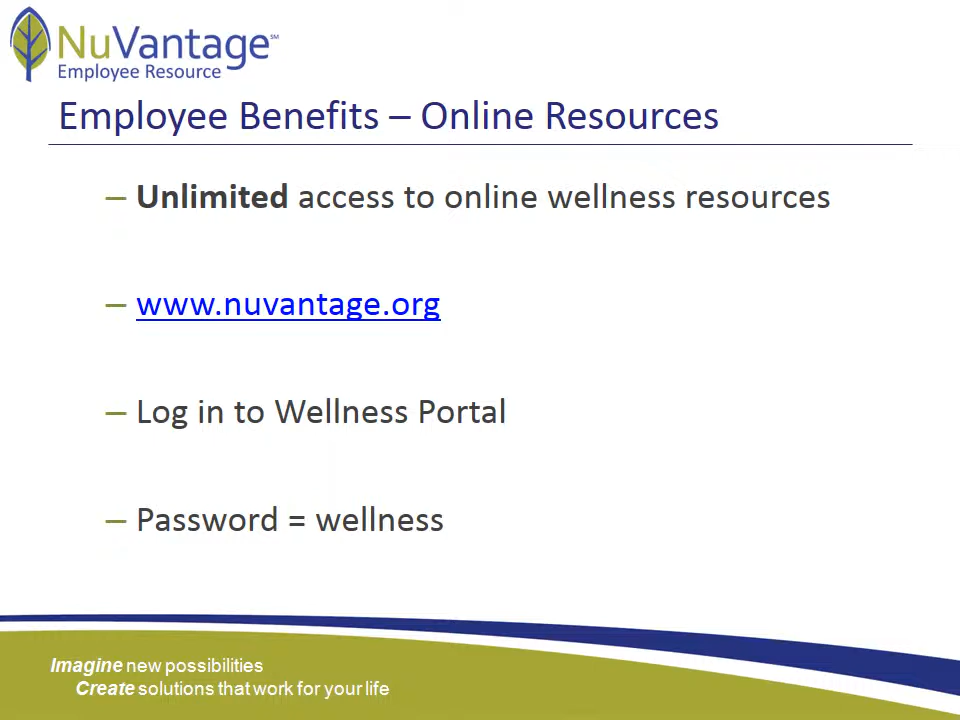 NuVantage℠
Employee Resource
Employee Benefits – Online Resources
– Unlimited access to online wellness resources
– www.nuvantage.org
– Log in to Wellness Portal
– Password = wellness
Imagine new possibilities
Create solutions that work for your life